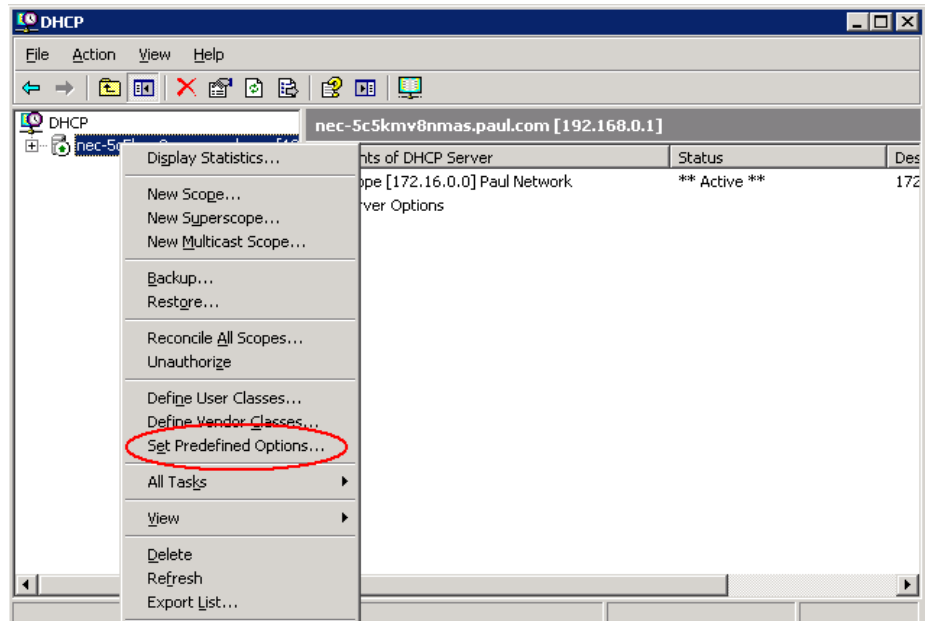 DHCP
File Action View Help
DHCP
nec-5c5kmv8nmas.paul.com [192.168.0.1]
Display Statistics...
Status
Des
of DHCP Server
New Scope...
[172.16.0.0] Paul Network
** Active **
172
New Superscope...
Options
New Multicast Scope...
Backup...
Restore...
Reconcile All Scopes...
Unauthorize
Define User Classes...
Define Vendor Classes...
Set Predefined Options...
All Tasks
View
Delete
Refresh
Export List...